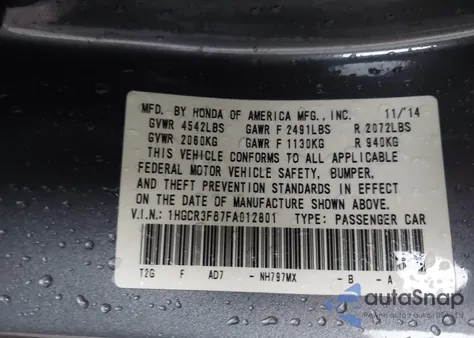 MFD. BY HONDA OF AMERICA MFG., INC. 11/14
GVWR 4542LBS GAWR F 2491LBS R 2072LBS
GVWR 2060KG GAWR F 1130KG R 940KG
THIS VEHICLE CONFORMS TO ALL APPLICABLE
FEDERAL MOTOR VEHICLE SAFETY, BUMPER,
AND THEFT PREVENTION STANDARDS IN EFFECT
ON THE DATE OF MANUFACTURE SHOWN ABOVE.
V.I.N.: 1HGCR3F87FA012801 TYPE: PASSENGER CAR
T2G F AD7 - NH797MX - B - A
autoSnap